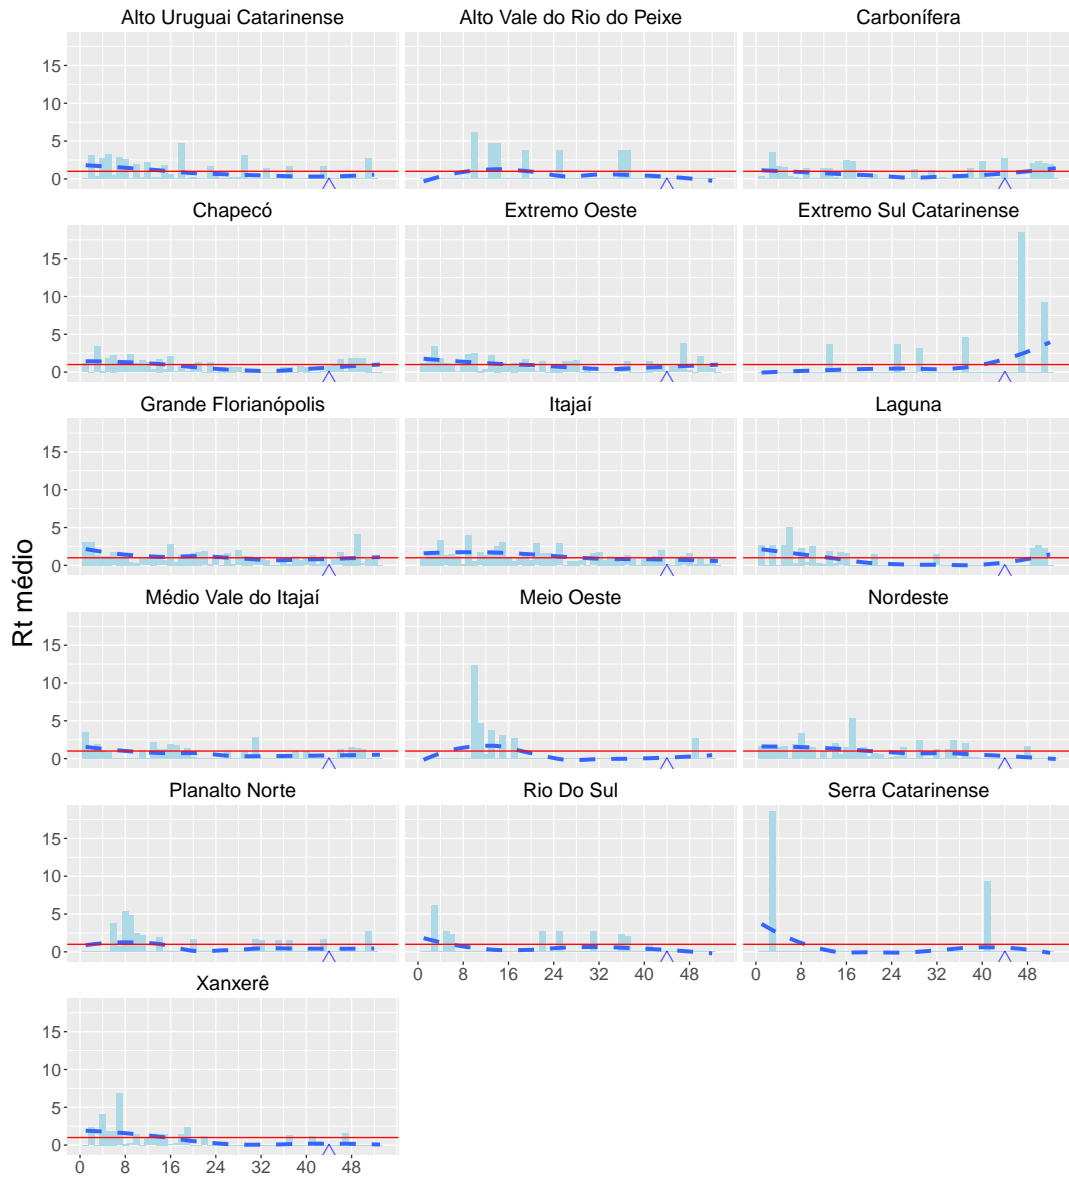 Alto Uruguai Catarinense Alto Vale do Rio do Peixe Carbonífera
15
10
5
0
Chapecó Extremo Oeste Extremo Sul Catarinense
15
10
5
0
Grande Florianópolis Itajaí Laguna
15
10
5
0
Rt médio
Médio Vale do Itajaí Meio Oeste Nordeste
15
10
5
0
Planalto Norte Rio Do Sul Serra Catarinense
15
10
5
0
0 8 16 24 32 40 48 0 8 16 24 32 40 48
Xanxerê
15
10
5
0
0 8 16 24 32 40 48